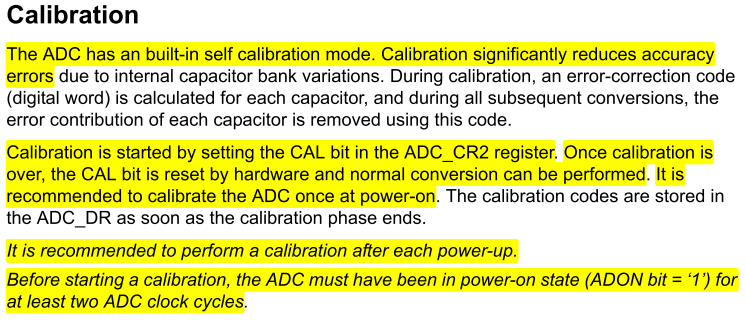 Calibration
The ADC has an built-in self calibration mode. Calibration significantly reduces accuracy
errors due to internal capacitor bank variations. During calibration, an error-correction code
(digital word) is calculated for each capacitor, and during all subsequent conversions, the
error contribution of each capacitor is removed using this code.
Calibration is started by setting the CAL bit in the ADC_CR2 register. Once calibration is
over, the CAL bit is reset by hardware and normal conversion can be performed. It is
recommended to calibrate the ADC once at power-on. The calibration codes are stored in
the ADC_DR as soon as the calibration phase ends.
It is recommended to perform a calibration after each power-up.
Before starting a calibration, the ADC must have been in power-on state (ADON bit = ‘1’) for
at least two ADC clock cycles.